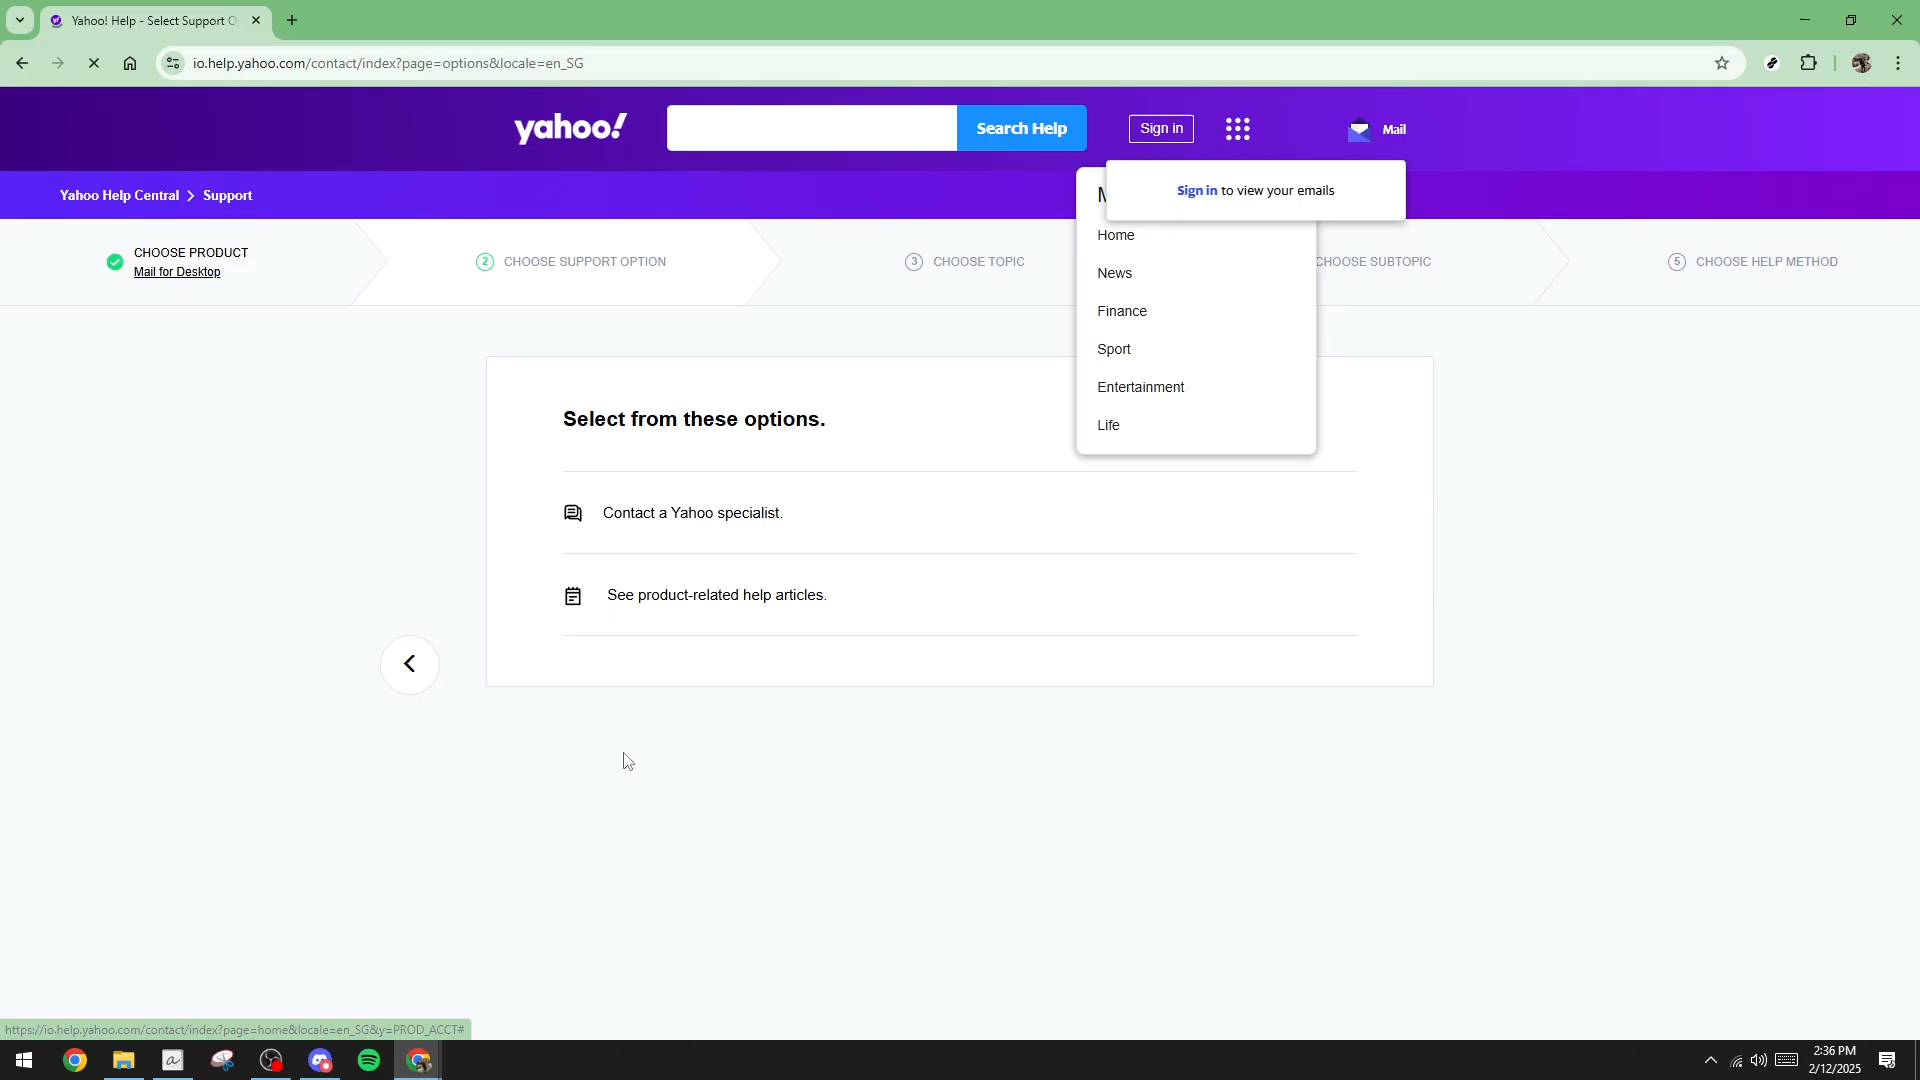 Yahoo! Help - Select Support O
io.help.yahoo.com/contact/index?page=options&locale=en_SG
yahoo!
Search Help
Sign in
Mail
Yahoo Help Central > Support
Sign in to view your emails
Home
News
Finance
Sport
Entertainment
Life
CHOOSE PRODUCT
Mail for Desktop
2 CHOOSE SUPPORT OPTION
3 CHOOSE TOPIC
CHOOSE SUBTOPIC
5 CHOOSE HELP METHOD
Select from these options.
Contact a Yahoo specialist.
See product-related help articles.
https://io.help.yahoo.com/contact/index?page=home&locale=en_SG&y=PROD_ACCT#
2:36 PM
2/12/2025